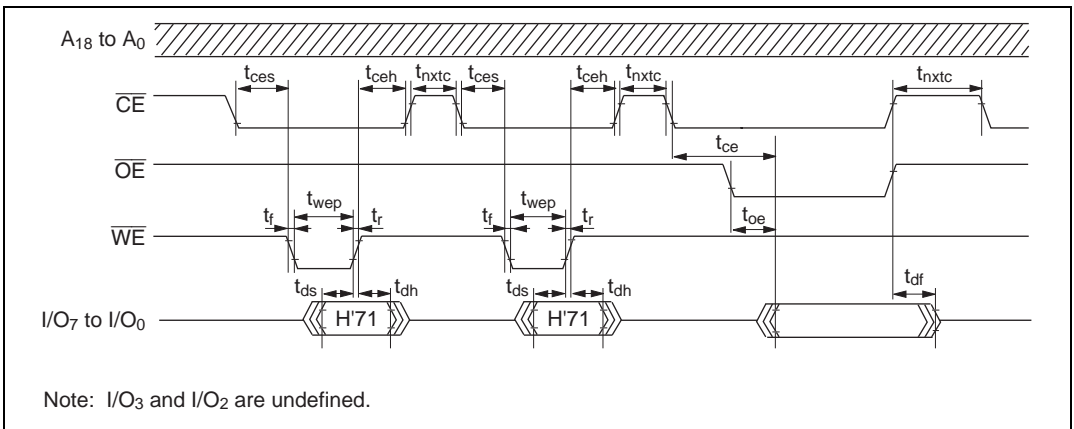 A18 to A0
tces tceh tnxtc tces tceh tnxtc tnxtc
CE
tce
OE
twep twep
tf tr tf tr toe
WE
tds tdh tds tdh tdf
I/O7 to I/O0 H'71 H'71
Note: I/O3 and I/O2 are undefined.